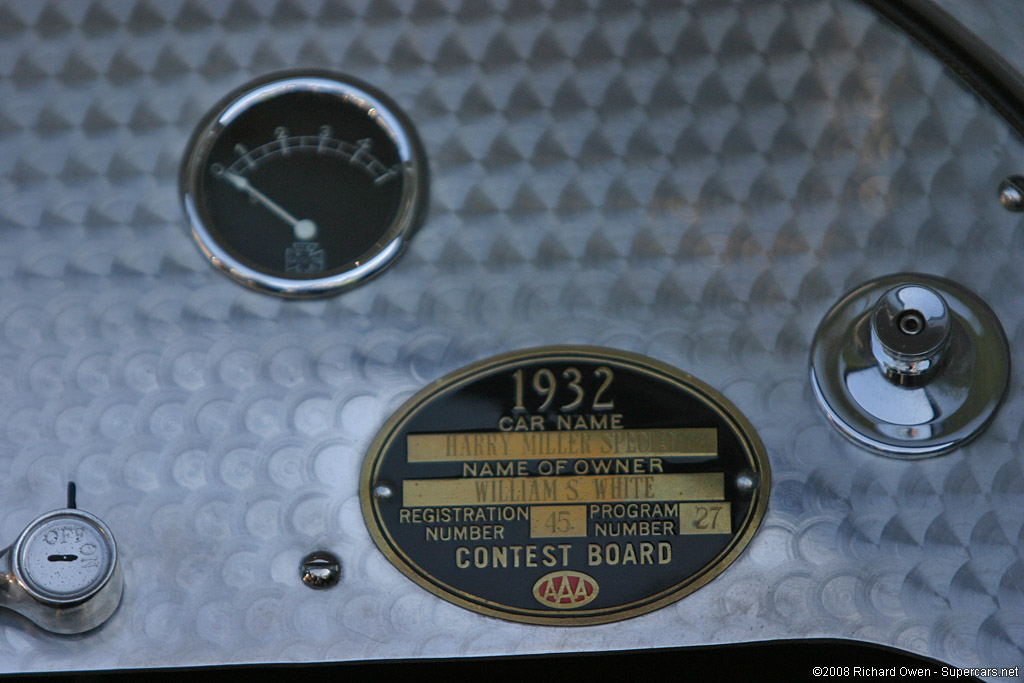 0 1 2 3 4
1932
CAR NAME
HARRY MILLER SPECIAL
NAME OF OWNER
WILLIAM S. WHITE
REGISTRATION NUMBER 45 PROGRAM NUMBER 27
CONTEST BOARD
AAA
OFF
ON
©2008 Richard Owen - Supercars.net